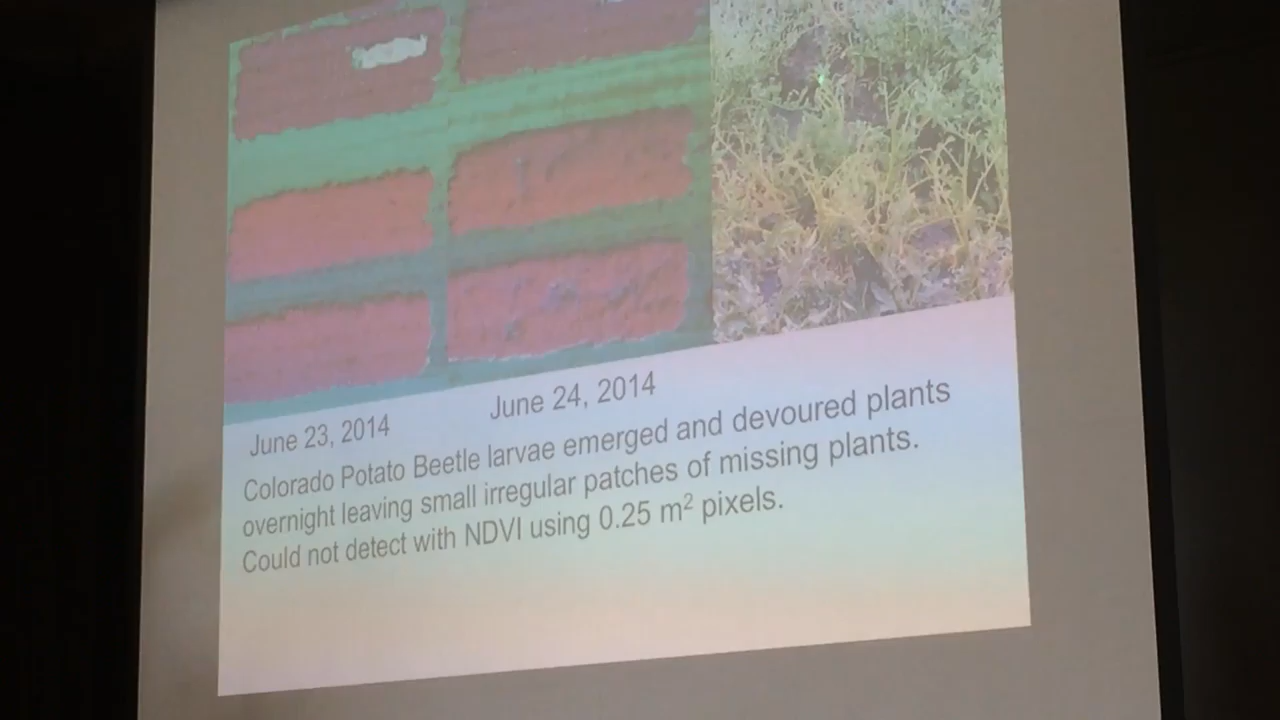 June 23, 2014
June 24, 2014
Colorado Potato Beetle larvae emerged and devoured plants
overnight leaving small irregular patches of missing plants.
Could not detect with NDVI using 0.25 m² pixels.